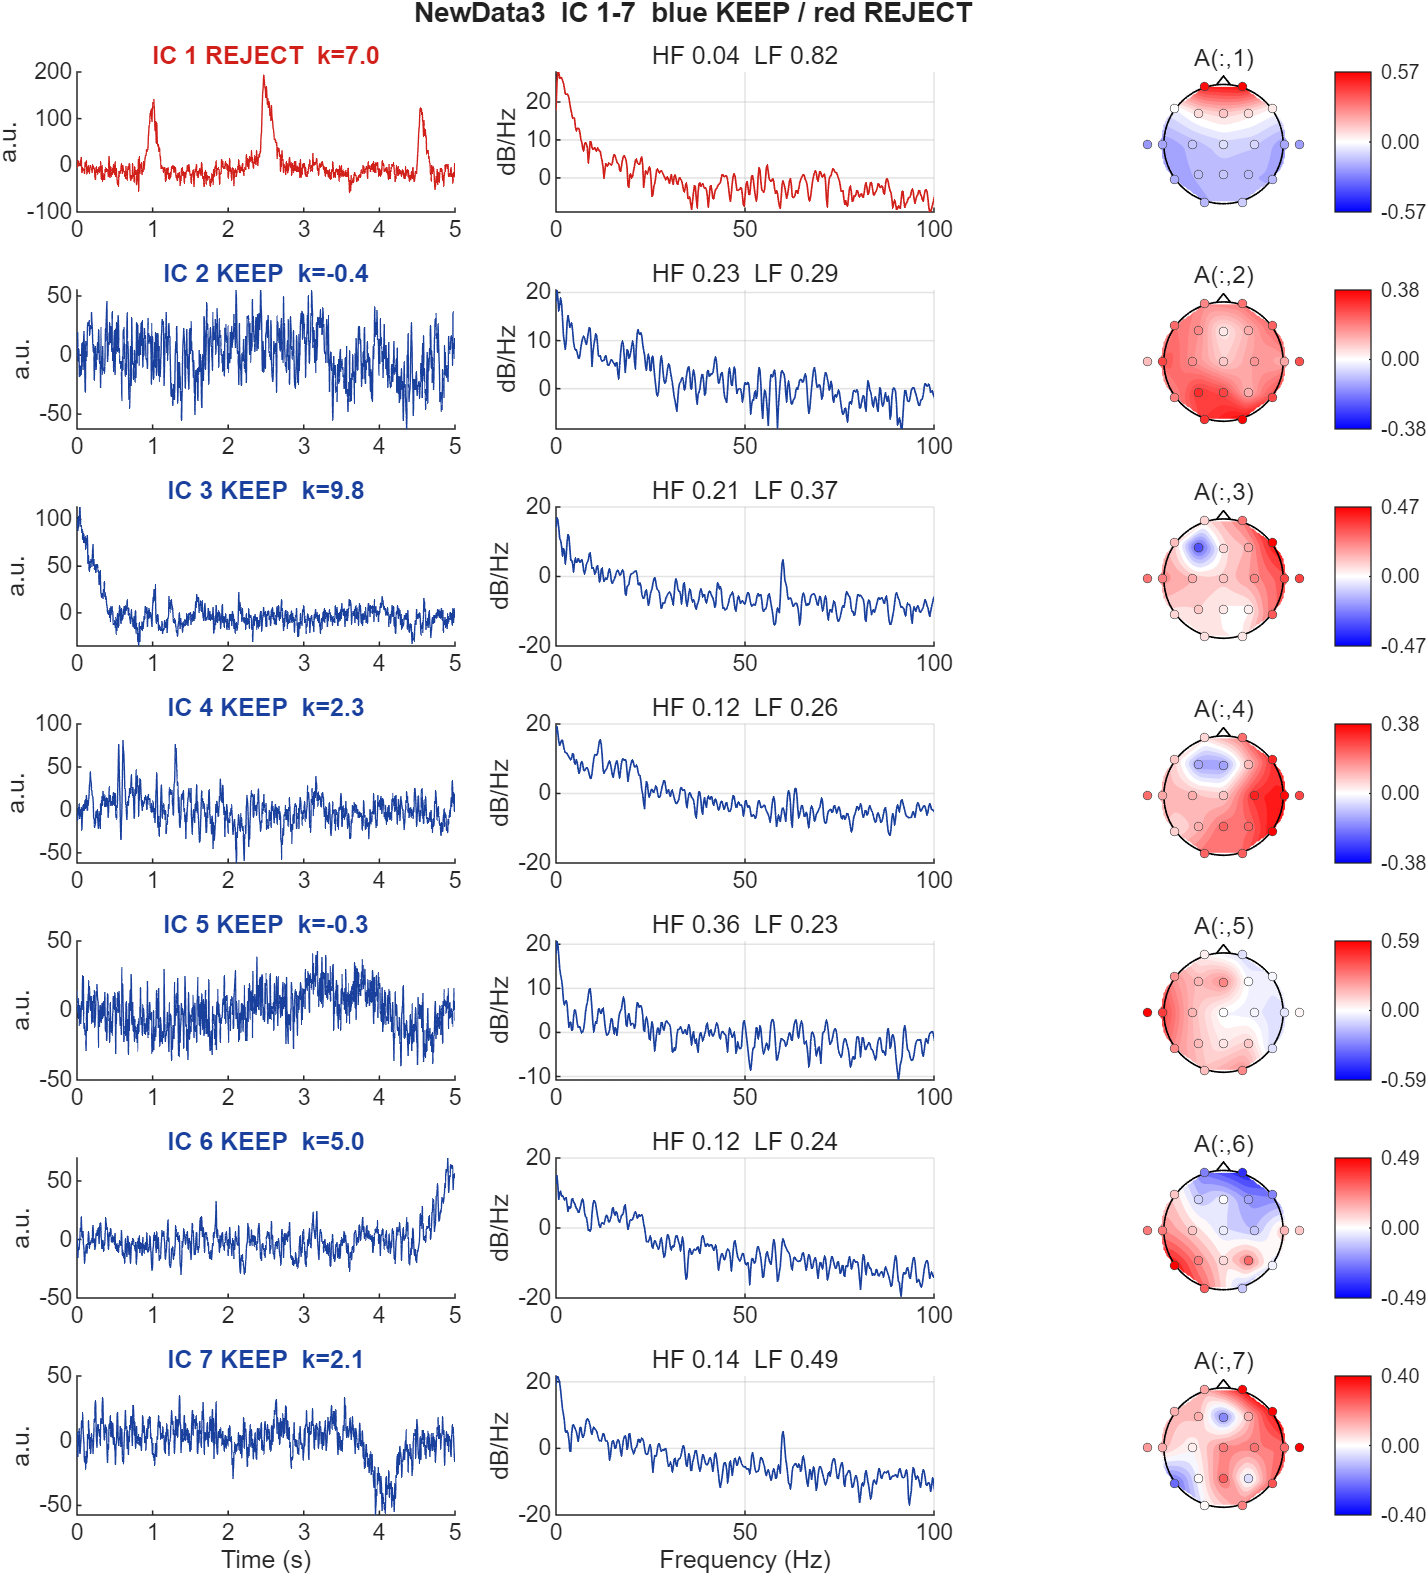 NewData3  IC 1-7  blue KEEP / red REJECT
IC 1 REJECT  k=7.0
HF 0.04  LF 0.82
A(:,1)
200
100
0
-100
a.u.
0 1 2 3 4 5
20
10
0
dB/Hz
0 50 100
0.57
0.00
-0.57
IC 2 KEEP  k=-0.4
HF 0.23  LF 0.29
A(:,2)
50
0
-50
a.u.
0 1 2 3 4 5
20
10
0
dB/Hz
0 50 100
0.38
0.00
-0.38
IC 3 KEEP  k=9.8
HF 0.21  LF 0.37
A(:,3)
100
50
0
a.u.
0 1 2 3 4 5
20
0
-20
dB/Hz
0 50 100
0.47
0.00
-0.47
IC 4 KEEP  k=2.3
HF 0.12  LF 0.26
A(:,4)
100
50
0
-50
a.u.
0 1 2 3 4 5
20
0
-20
dB/Hz
0 50 100
0.38
0.00
-0.38
IC 5 KEEP  k=-0.3
HF 0.36  LF 0.23
A(:,5)
50
0
-50
a.u.
0 1 2 3 4 5
20
10
0
-10
dB/Hz
0 50 100
0.59
0.00
-0.59
IC 6 KEEP  k=5.0
HF 0.12  LF 0.24
A(:,6)
50
0
-50
a.u.
0 1 2 3 4 5
20
0
-20
dB/Hz
0 50 100
0.49
0.00
-0.49
IC 7 KEEP  k=2.1
HF 0.14  LF 0.49
A(:,7)
50
0
-50
a.u.
0 1 2 3 4 5
Time (s)
20
0
-20
dB/Hz
0 50 100
Frequency (Hz)
0.40
0.00
-0.40